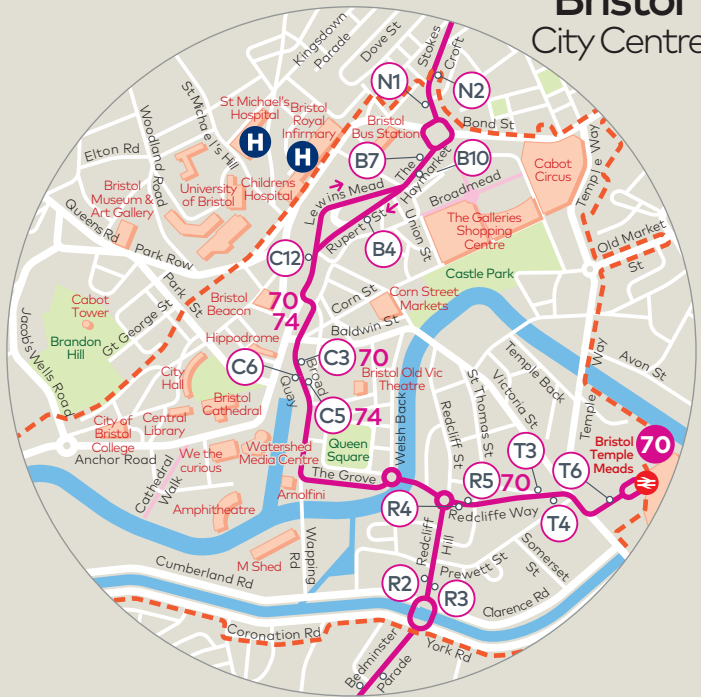 Bristol
City Centre
Kingsdown
Parade
Dove St
Stokes
Croft
N1
N2
St Michael's
Hospital
St Michael's Hill
Woodland Road
Elton Rd
H
H
Bristol
Royal
Infirmary
Bristol
Bus Station
Bond St
B7
B10
The
Haymarket
Cabot
Circus
Temple Way
University
of Bristol
Childrens
Hospital
Lewins Mead
Broadmead
Bristol
Museum &
Art Gallery
Queens Rd
Park Row
Rupert St
B4
Union St
The Galleries
Shopping
Centre
Old Market
St
C12
Castle Park
Park St
Bristol
Beacon
70
74
Corn St
Corn Street
Markets
Cabot
Tower
Brandon
Hill
Gt George St
Jacob's Wells Road
Hippodrome
Baldwin St
C3
70
C6
Broad
Quay
Bristol Old Vic
Theatre
Temple Back
Avon St
Temple Way
City
Hall
Bristol
Cathedral
C5
74
Welsh Back
St Thomas St
Victoria St
Redcliff St
City of
Bristol
College
Central
Library
Anchor Road
We the
curious
Watershed
Media Centre
Queen
Square
T3
T6
Bristol
Temple
Meads
70
Cathedral
Walk
The Grove
R5
70
R4
Redcliffe Way
T4
Arnolfini
Amphitheatre
M Shed
Wapping
Rd
Redcliff
Hill
Somerset
St
Prewett St
Cumberland Rd
R2
R3
Clarence Rd
Coronation Rd
York Rd
Bedminster
Parade